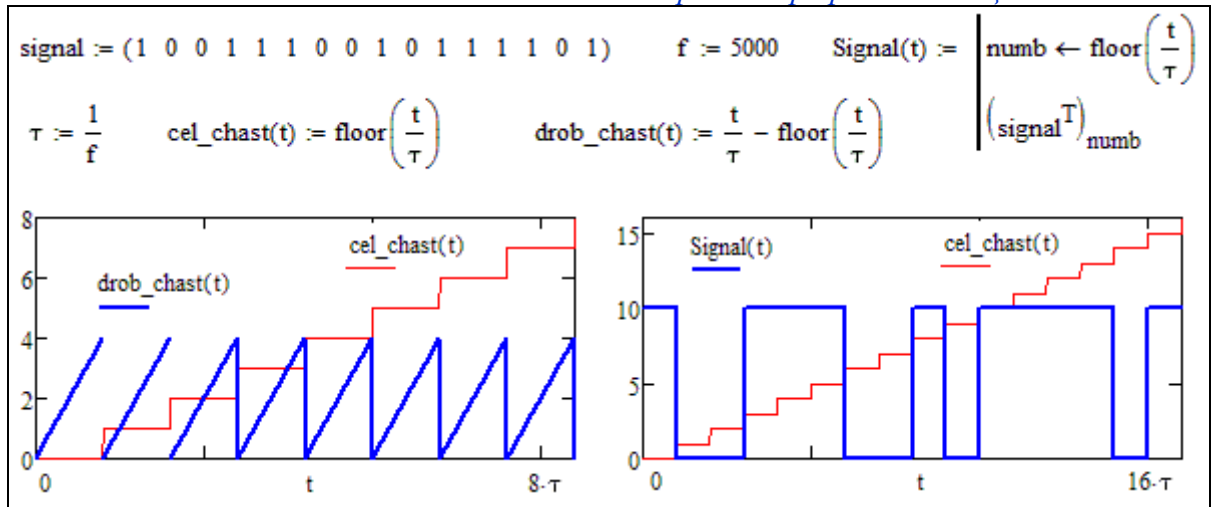 signal := (1 0 0 1 1 1 0 0 1 0 1 1 1 1 0 1) f := 5000 Signal(t) := | numb ← floor(t/τ)
(signal^T)_numb
τ := 1/f cel_chast(t) := floor(t/τ) drob_chast(t) := t/τ − floor(t/τ)
8
6
4
2
0
cel_chast(t)
drob_chast(t)
0 t 8·τ
15
10
5
0
Signal(t) cel_chast(t)
0 t 16·τ